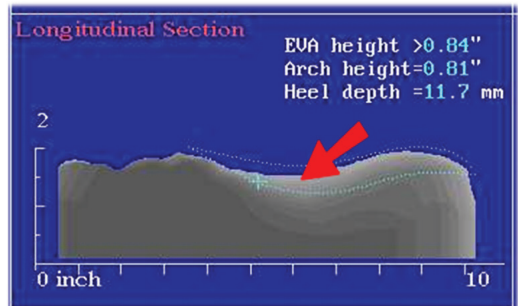 Longitudinal Section
EVA height >0.84"
Arch height=0.81"
Heel depth =11.7 mm
2
0 inch 10